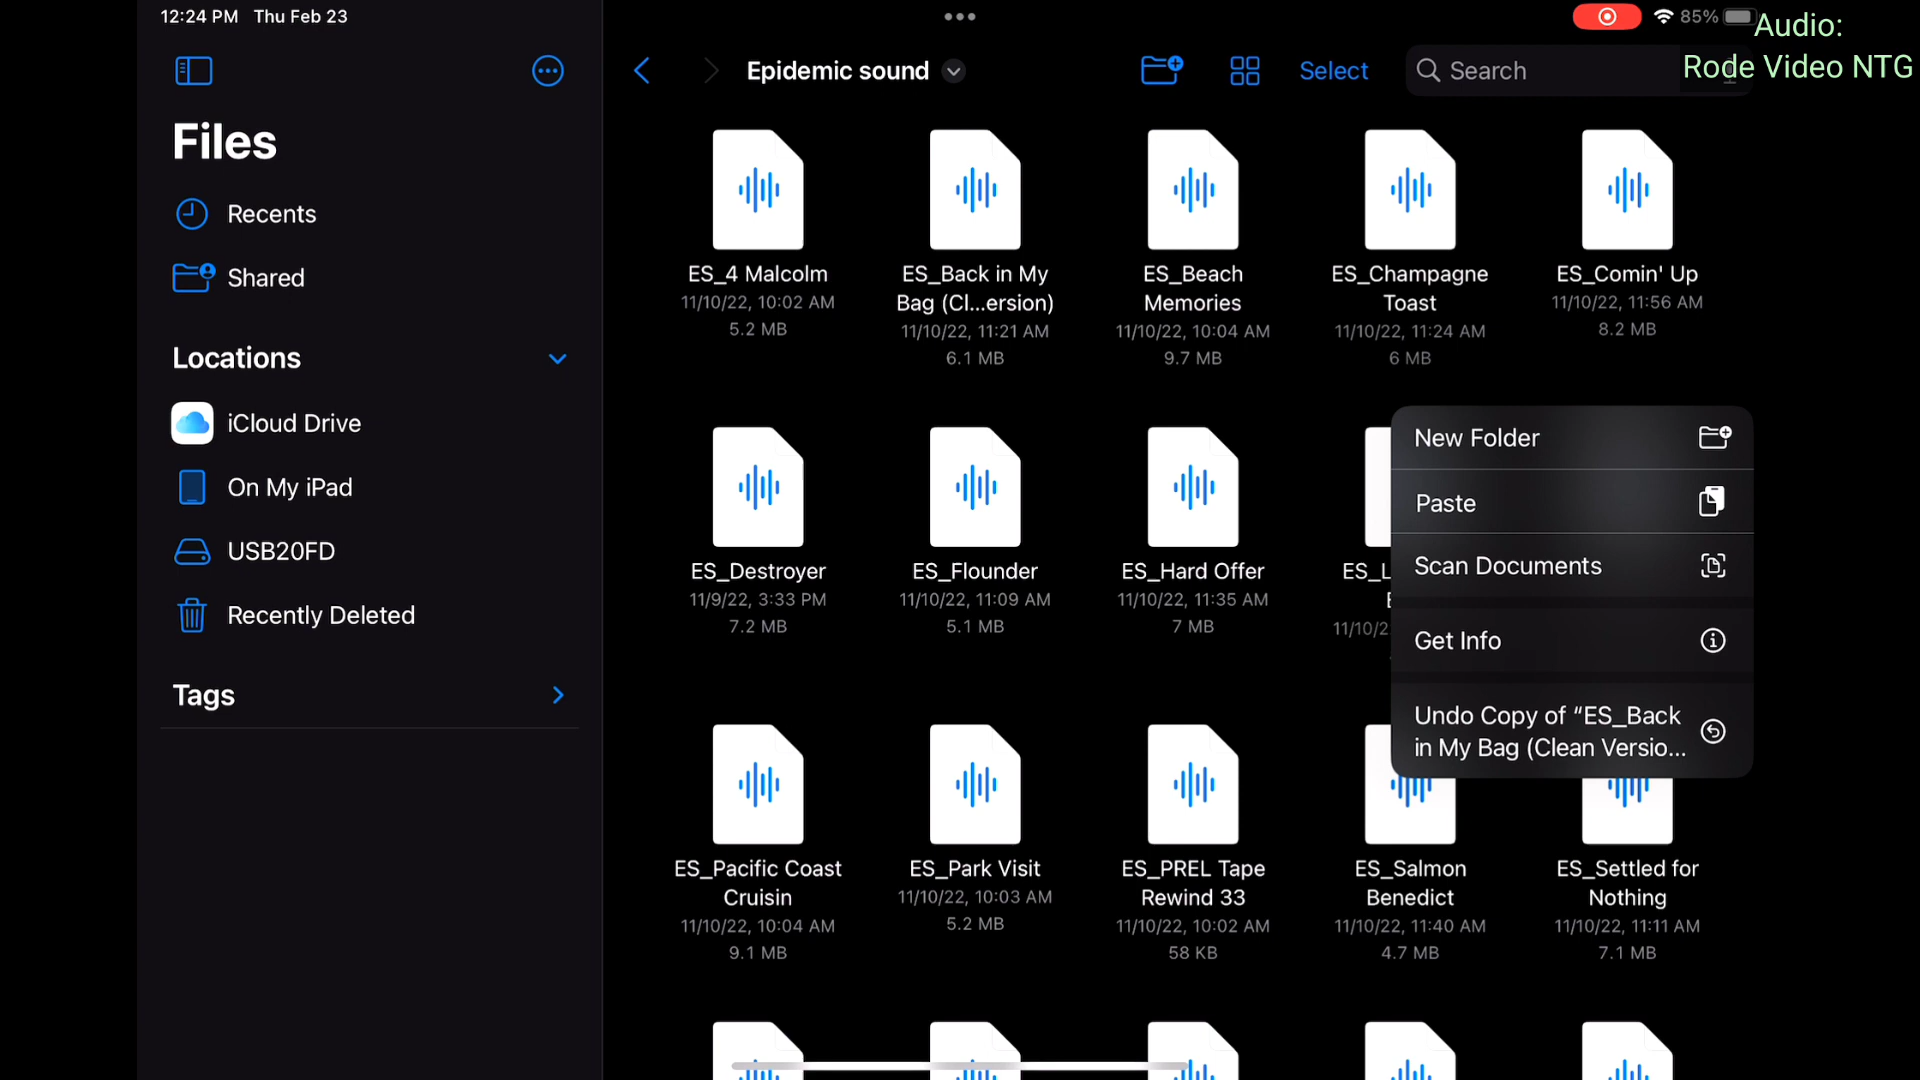 12:24 PM Thu Feb 23
85%
Audio:
Rode Video NTG
Epidemic sound
Select
Search
Files
Recents
Shared
Locations
iCloud Drive
On My iPad
USB20FD
Recently Deleted
Tags
ES_4 Malcolm
11/10/22, 10:02 AM
5.2 MB
ES_Back in My
Bag (Cl...ersion)
11/10/22, 11:21 AM
6.1 MB
ES_Beach
Memories
11/10/22, 10:04 AM
9.7 MB
ES_Champagne
Toast
11/10/22, 11:24 AM
6 MB
ES_Comin' Up
11/10/22, 11:56 AM
8.2 MB
ES_Destroyer
11/9/22, 3:33 PM
7.2 MB
ES_Flounder
11/10/22, 11:09 AM
5.1 MB
ES_Hard Offer
11/10/22, 11:35 AM
7 MB
ES_L
11/10/2
New Folder
Paste
Scan Documents
Get Info
Undo Copy of “ES_Back
in My Bag (Clean Versio...
ES_Pacific Coast
Cruisin
11/10/22, 10:04 AM
9.1 MB
ES_Park Visit
11/10/22, 10:03 AM
5.2 MB
ES_PREL Tape
Rewind 33
11/10/22, 10:02 AM
58 KB
ES_Salmon
Benedict
11/10/22, 11:40 AM
4.7 MB
ES_Settled for
Nothing
11/10/22, 11:11 AM
7.1 MB